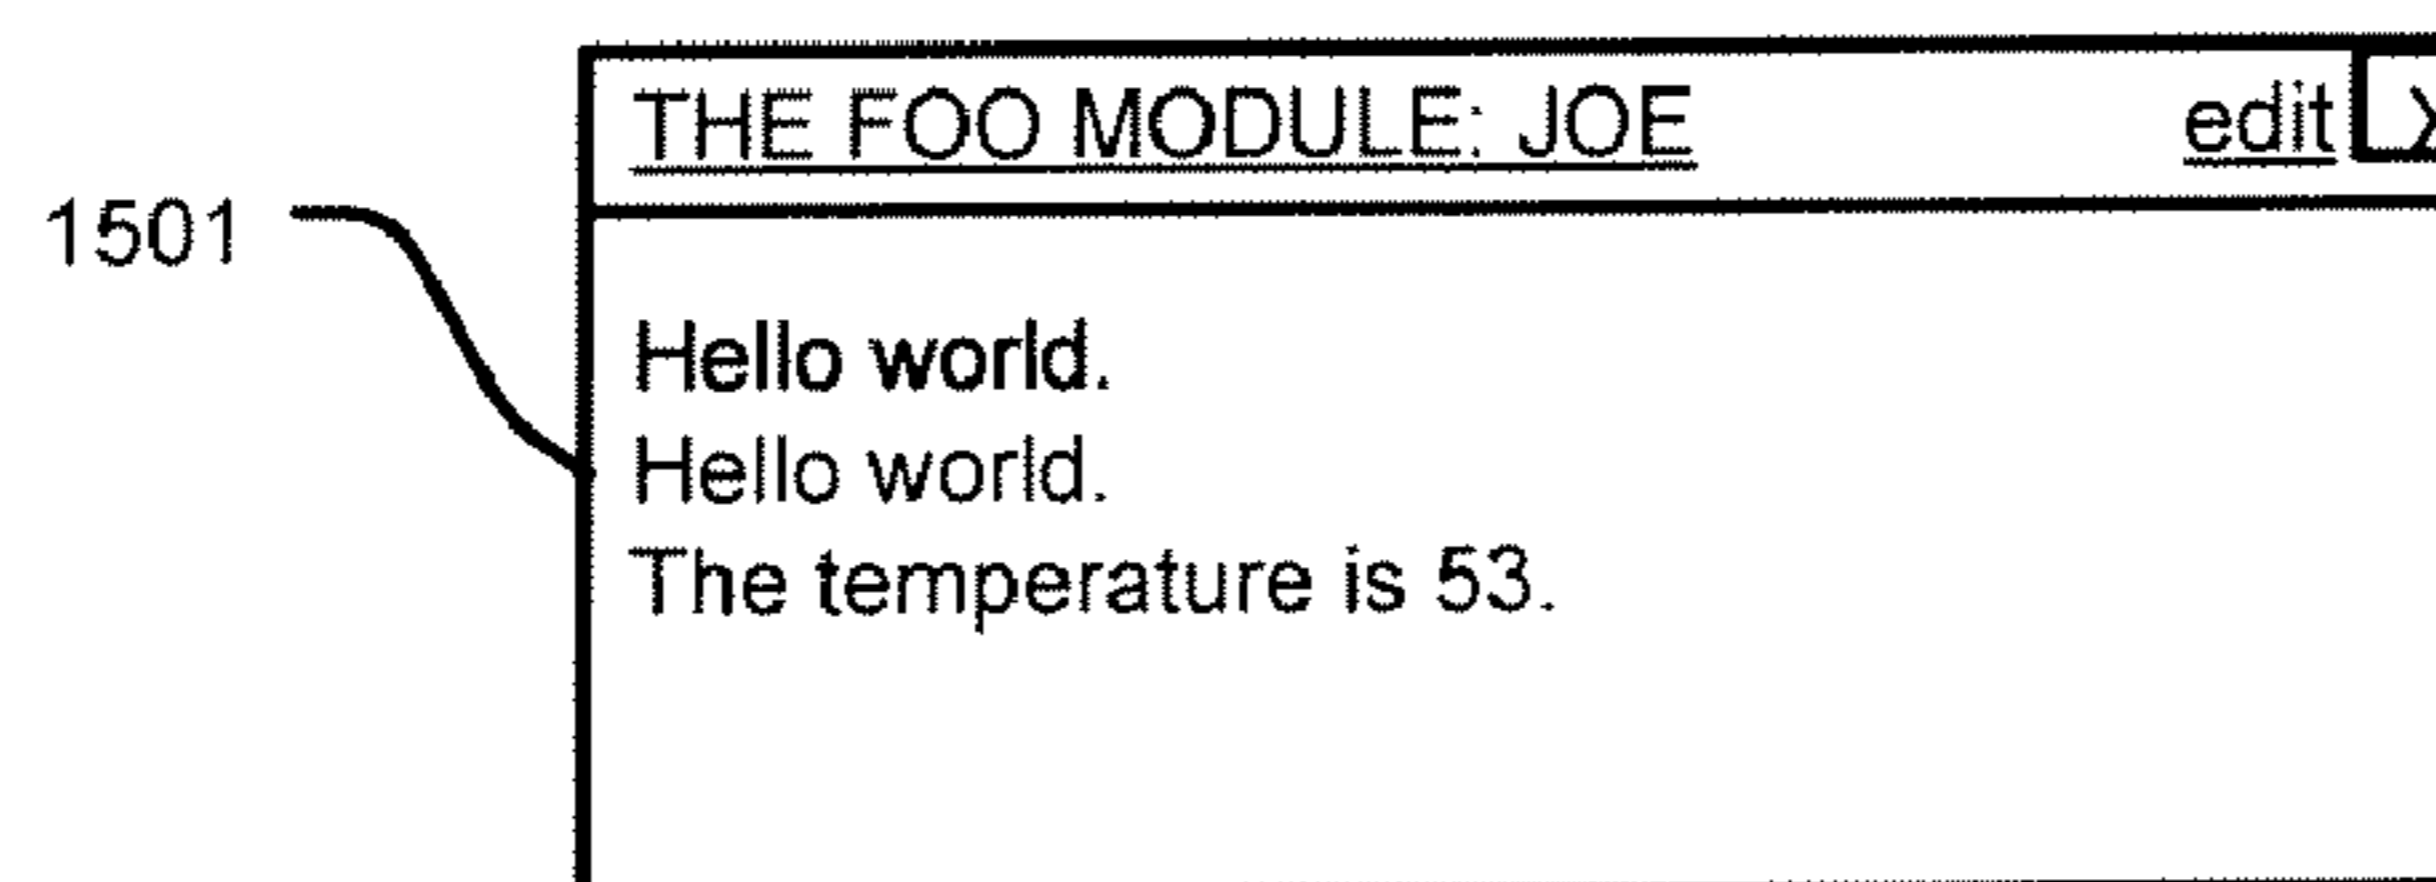 THE FOO MODULE: JOE edit X
1501
Hello world.
Hello world.
The temperature is 53.